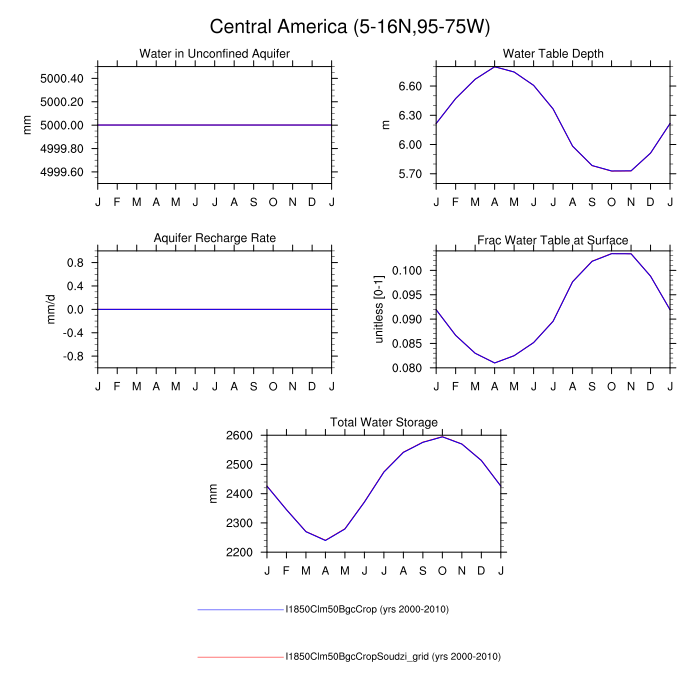 Central America (5-16N,95-75W)
Water in Unconfined Aquifer
5000.40
5000.20
5000.00
4999.80
4999.60
mm
J F M A M J J A S O N D J
Water Table Depth
6.60
6.30
6.00
5.70
m
J F M A M J J A S O N D J
Aquifer Recharge Rate
0.8
0.4
0.0
-0.4
-0.8
mm/d
J F M A M J J A S O N D J
Frac Water Table at Surface
0.100
0.095
0.090
0.085
0.080
unitless [0-1]
J F M A M J J A S O N D J
Total Water Storage
2600
2500
2400
2300
2200
mm
J F M A M J J A S O N D J
I1850Clm50BgcCrop (yrs 2000-2010)
I1850Clm50BgcCropSoudzi_grid (yrs 2000-2010)